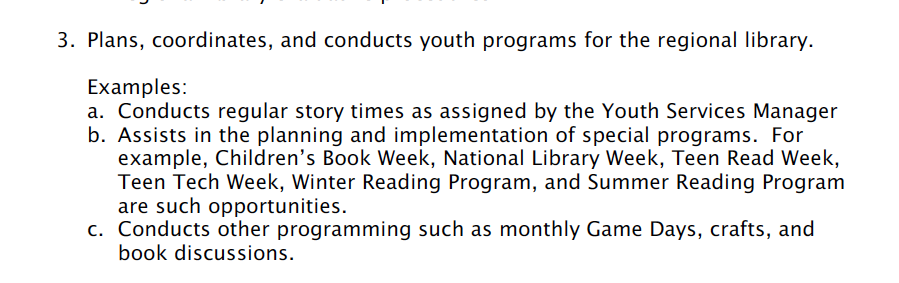 3. Plans, coordinates, and conducts youth programs for the regional library.
Examples:
a. Conducts regular story times as assigned by the Youth Services Manager
b. Assists in the planning and implementation of special programs. For
example, Children's Book Week, National Library Week, Teen Read Week,
Teen Tech Week, Winter Reading Program, and Summer Reading Program
are such opportunities.
c. Conducts other programming such as monthly Game Days, crafts, and
book discussions.